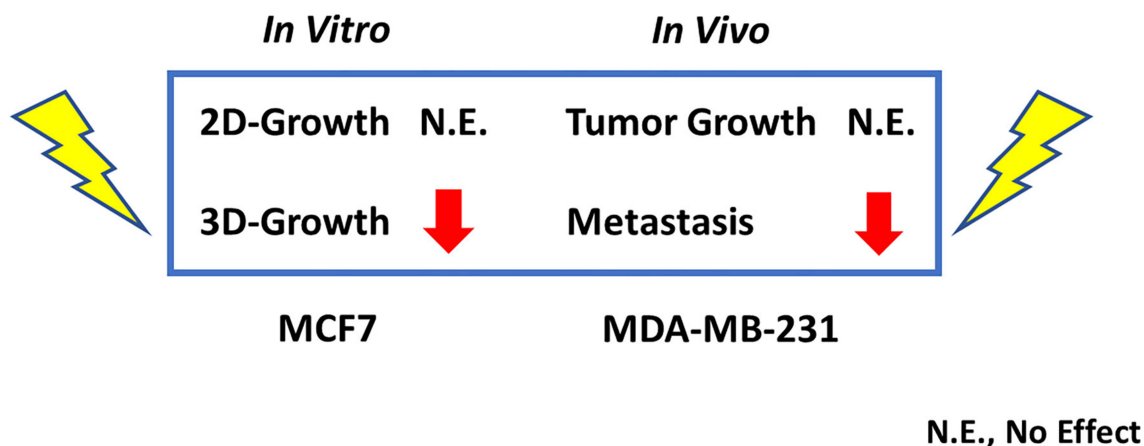 In Vitro In Vivo
2D-Growth N.E. Tumor Growth N.E.
3D-Growth Metastasis
MCF7 MDA-MB-231
N.E., No Effect